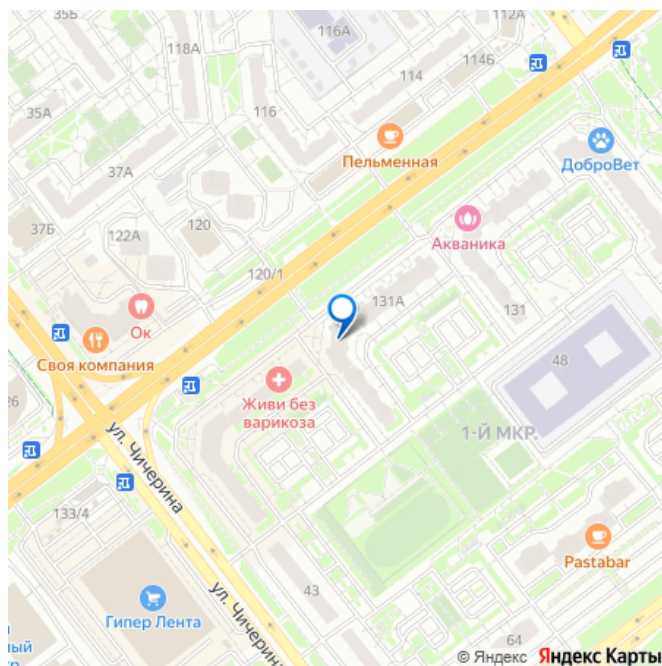 35Б
112А
116А
118А
114Б
114
35А
116
Пельменная
ДоброВет
37А
37Б
120
122А
Акваника
120/1
131А
131
Ок
Своя компания
48
Живи без
варикоза
26
1-Й МКР.
ул. Чичерина
133/4
Pastabar
43
ул. Чичерина
Гипер Лента
64
ный
© Яндекс Яндекс Карты